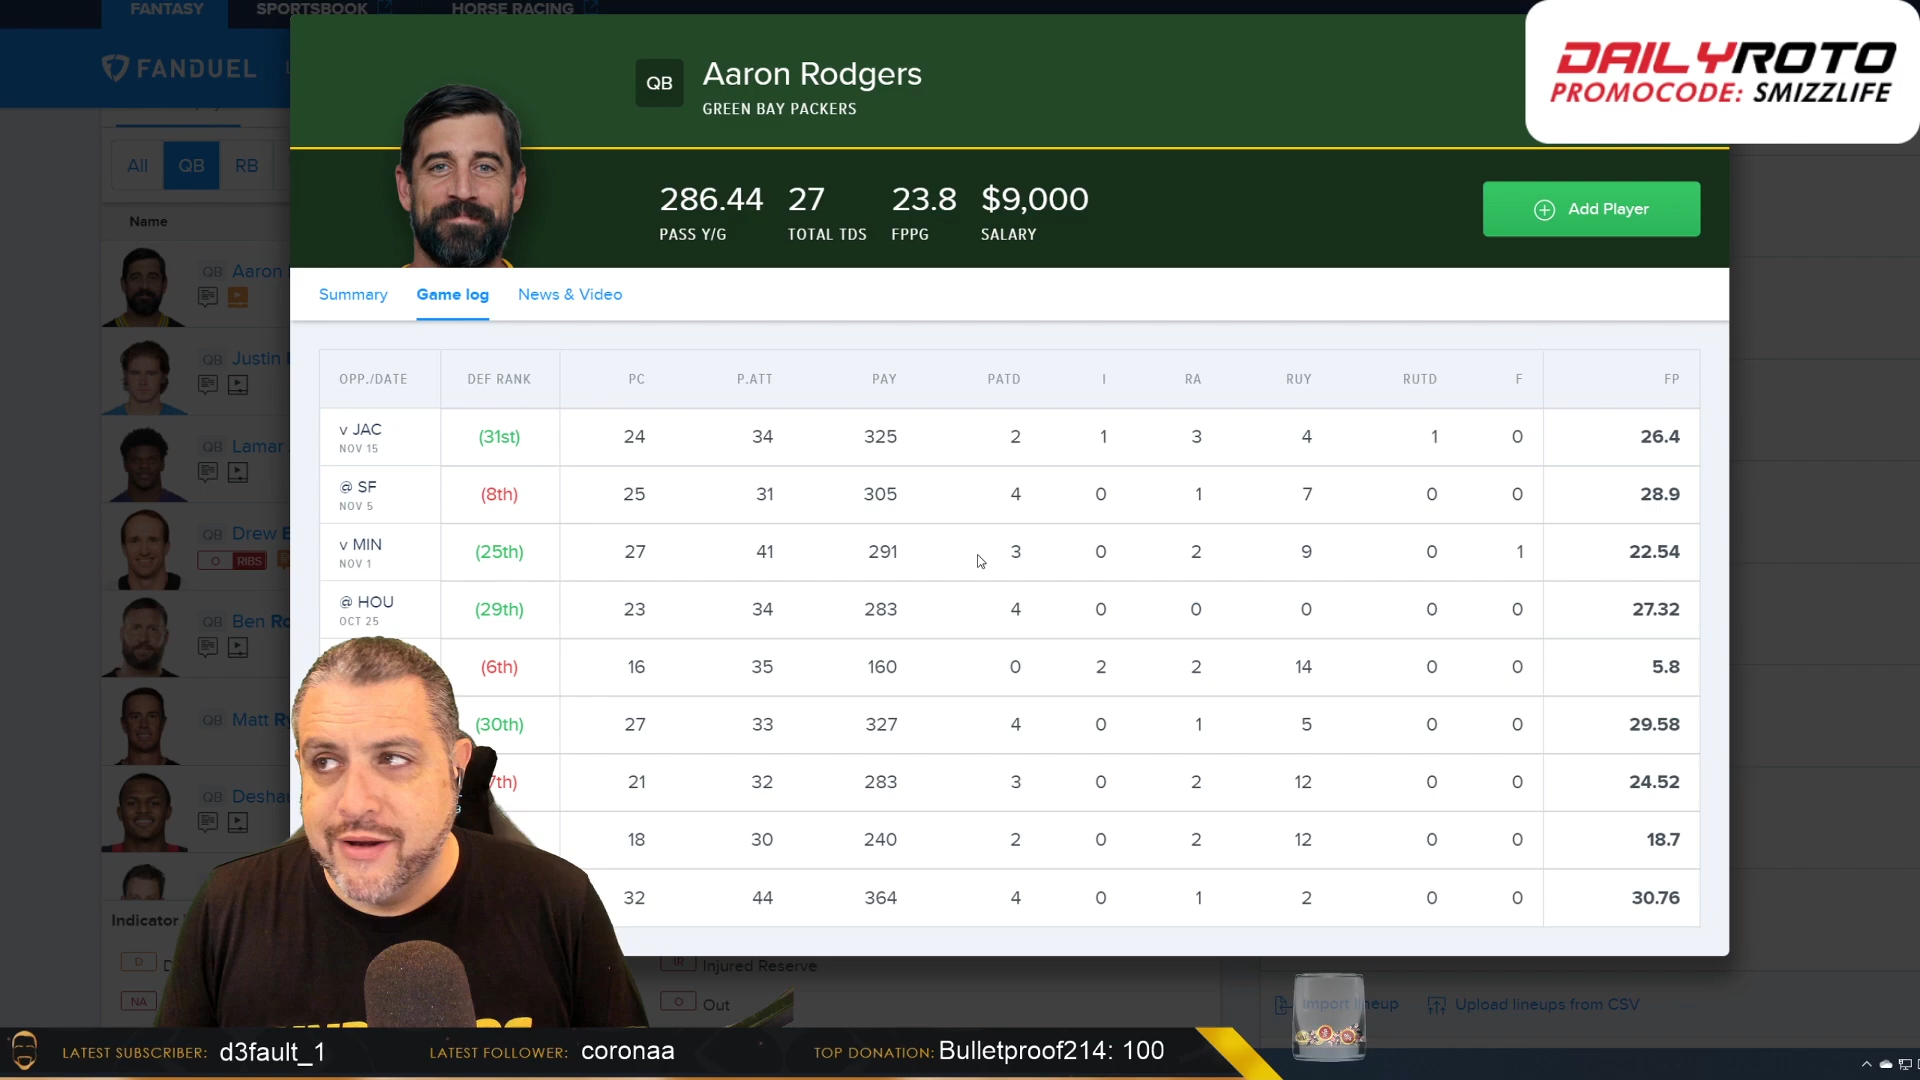 FANTASY SPORTSBOOK HORSE RACING
FANDUEL
QB Aaron Rodgers
GREEN BAY PACKERS
DAILYROTO
PROMOCODE: SMIZZLIFE
286.44 27 23.8 $9,000
PASS Y/G TOTAL TDS FPPG SALARY
Add Player
All QB RB
Name
QB Aaron
QB Justin
QB Lamar
QB Drew
O RIBS
QB Ben
QB Matt
QB
Summary Game log News & Video
OPP./DATE DEF RANK PC P.ATT PAY PATD I RA RUY RUTD F FP
v JAC (31st) 24 34 325 2 1 3 4 1 0 26.4
NOV 15
@ SF (8th) 25 31 305 4 0 1 7 0 0 28.9
NOV 5
v MIN (25th) 27 41 291 3 0 2 9 0 1 22.54
NOV 1
@ HOU (29th) 23 34 283 4 0 0 0 0 0 27.32
OCT 25
(6th) 16 35 160 0 2 2 14 0 0 5.8
(30th) 27 33 327 4 0 1 5 0 0 29.58
7th) 21 32 283 3 0 2 12 0 0 24.52
18 30 240 2 0 2 12 0 0 18.7
32 44 364 4 0 1 2 0 0 30.76
Indicator
D
NA
IR Injured Reserve
O Out
Import lineup Upload lineups from CSV
LATEST SUBSCRIBER: d3fault_1 LATEST FOLLOWER: coronaa TOP DONATION: Bulletproof214: 100